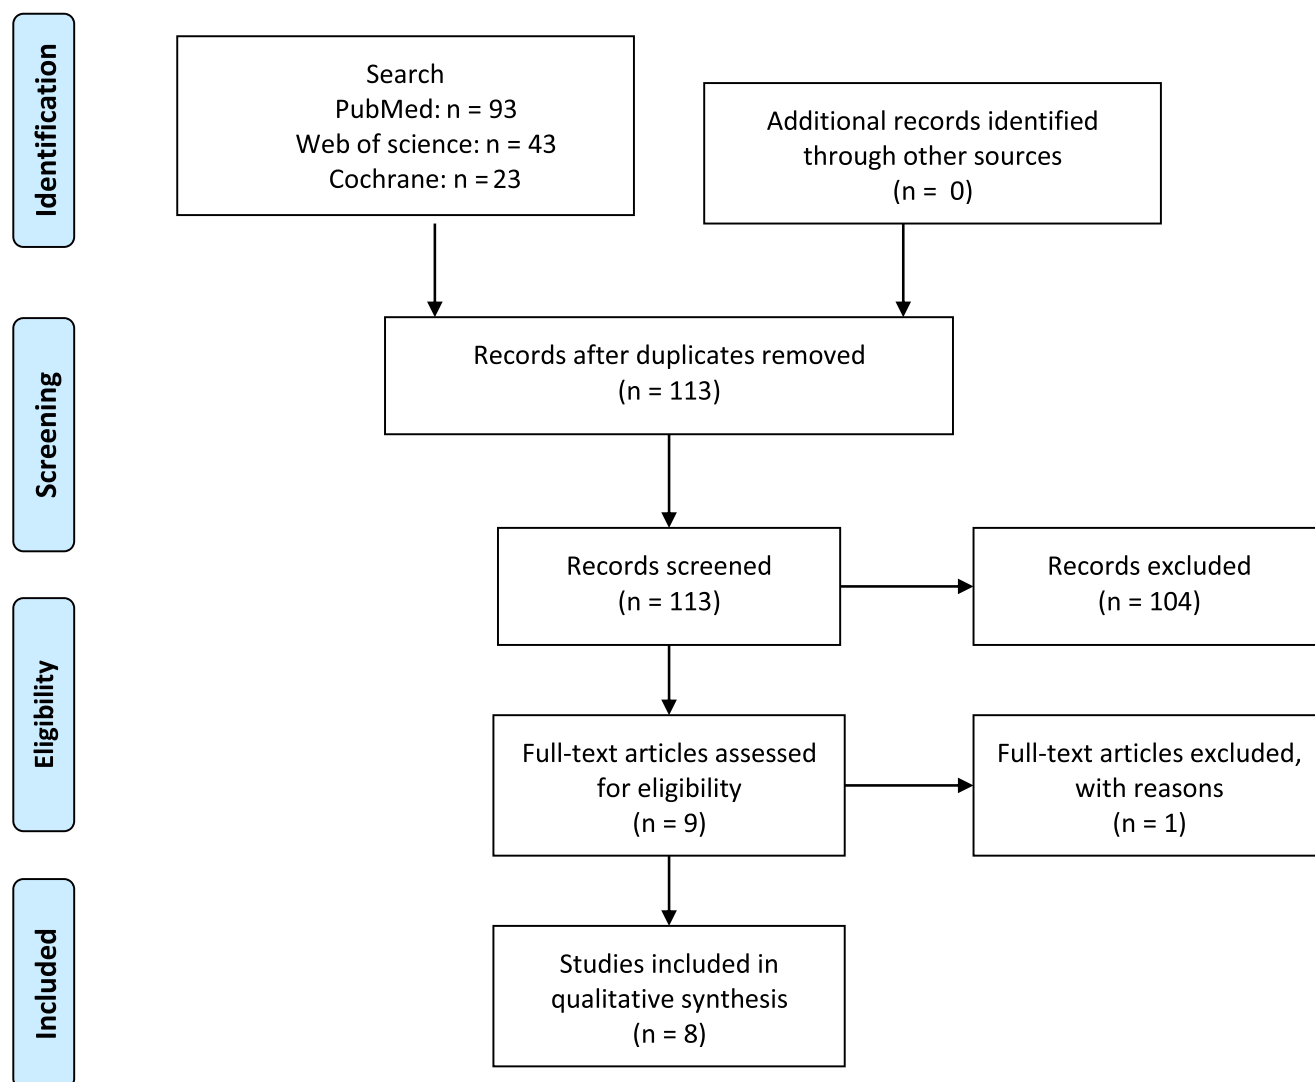 Identification
Search
PubMed: n = 93
Web of science: n = 43
Cochrane: n = 23
Additional records identified
through other sources
(n =  0)
Screening
Records after duplicates removed
(n = 113)
Records screened
(n = 113)
Records excluded
(n = 104)
Eligibility
Full-text articles assessed
for eligibility
(n = 9)
Full-text articles excluded,
with reasons
(n = 1)
Included
Studies included in
qualitative synthesis
(n = 8)